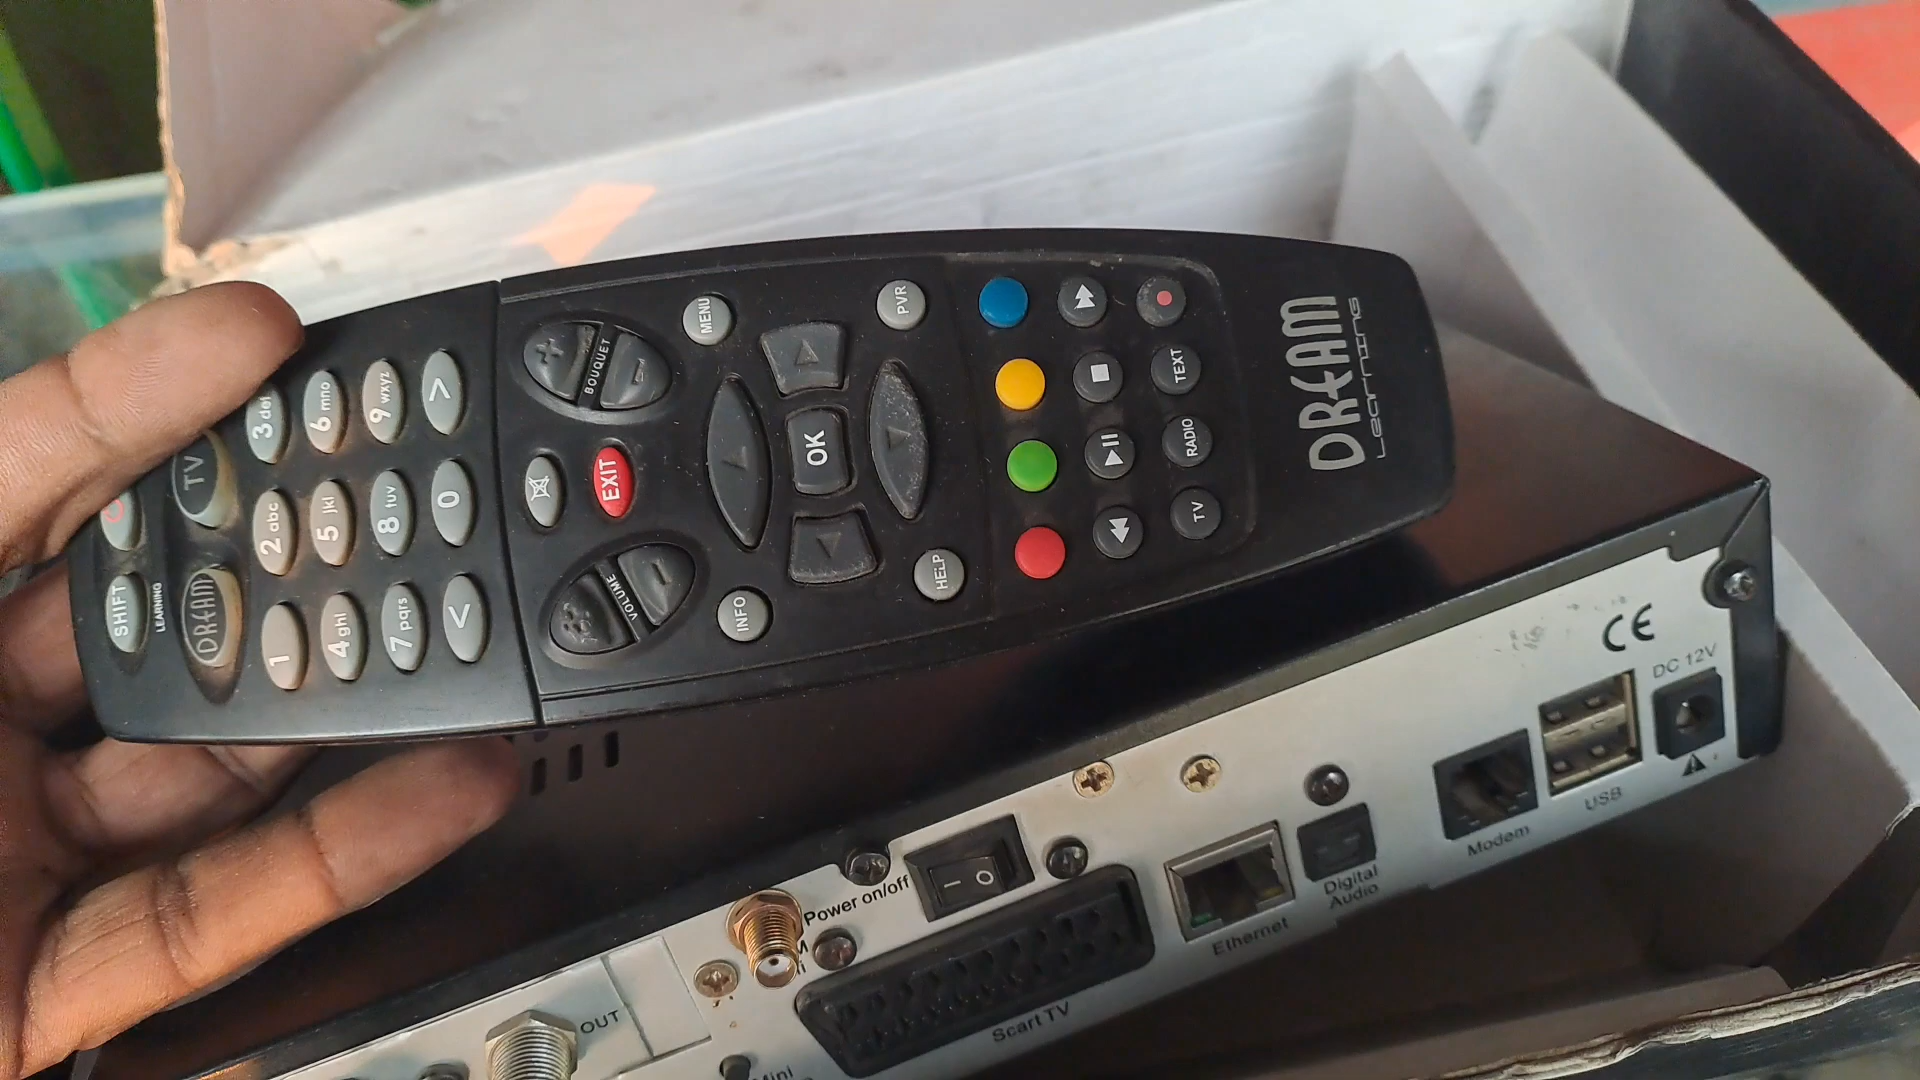 SHIFT
LEARNING
DREAM
TV
1
2 abc
3 def
4 ghi
5 jkl
6 mno
7 pqrs
8 tuv
9 wxyz
<
0
>
VOLUME
+
-
EXIT
BOUQUET
+
-
INFO
MENU
OK
HELP
PVR
TV
RADIO
TEXT
DREAM
LEARNING
CE
DC 12V
USB
Modem
Digital
Audio
Ethernet
Power on/off
Scart TV
OUT
Mini